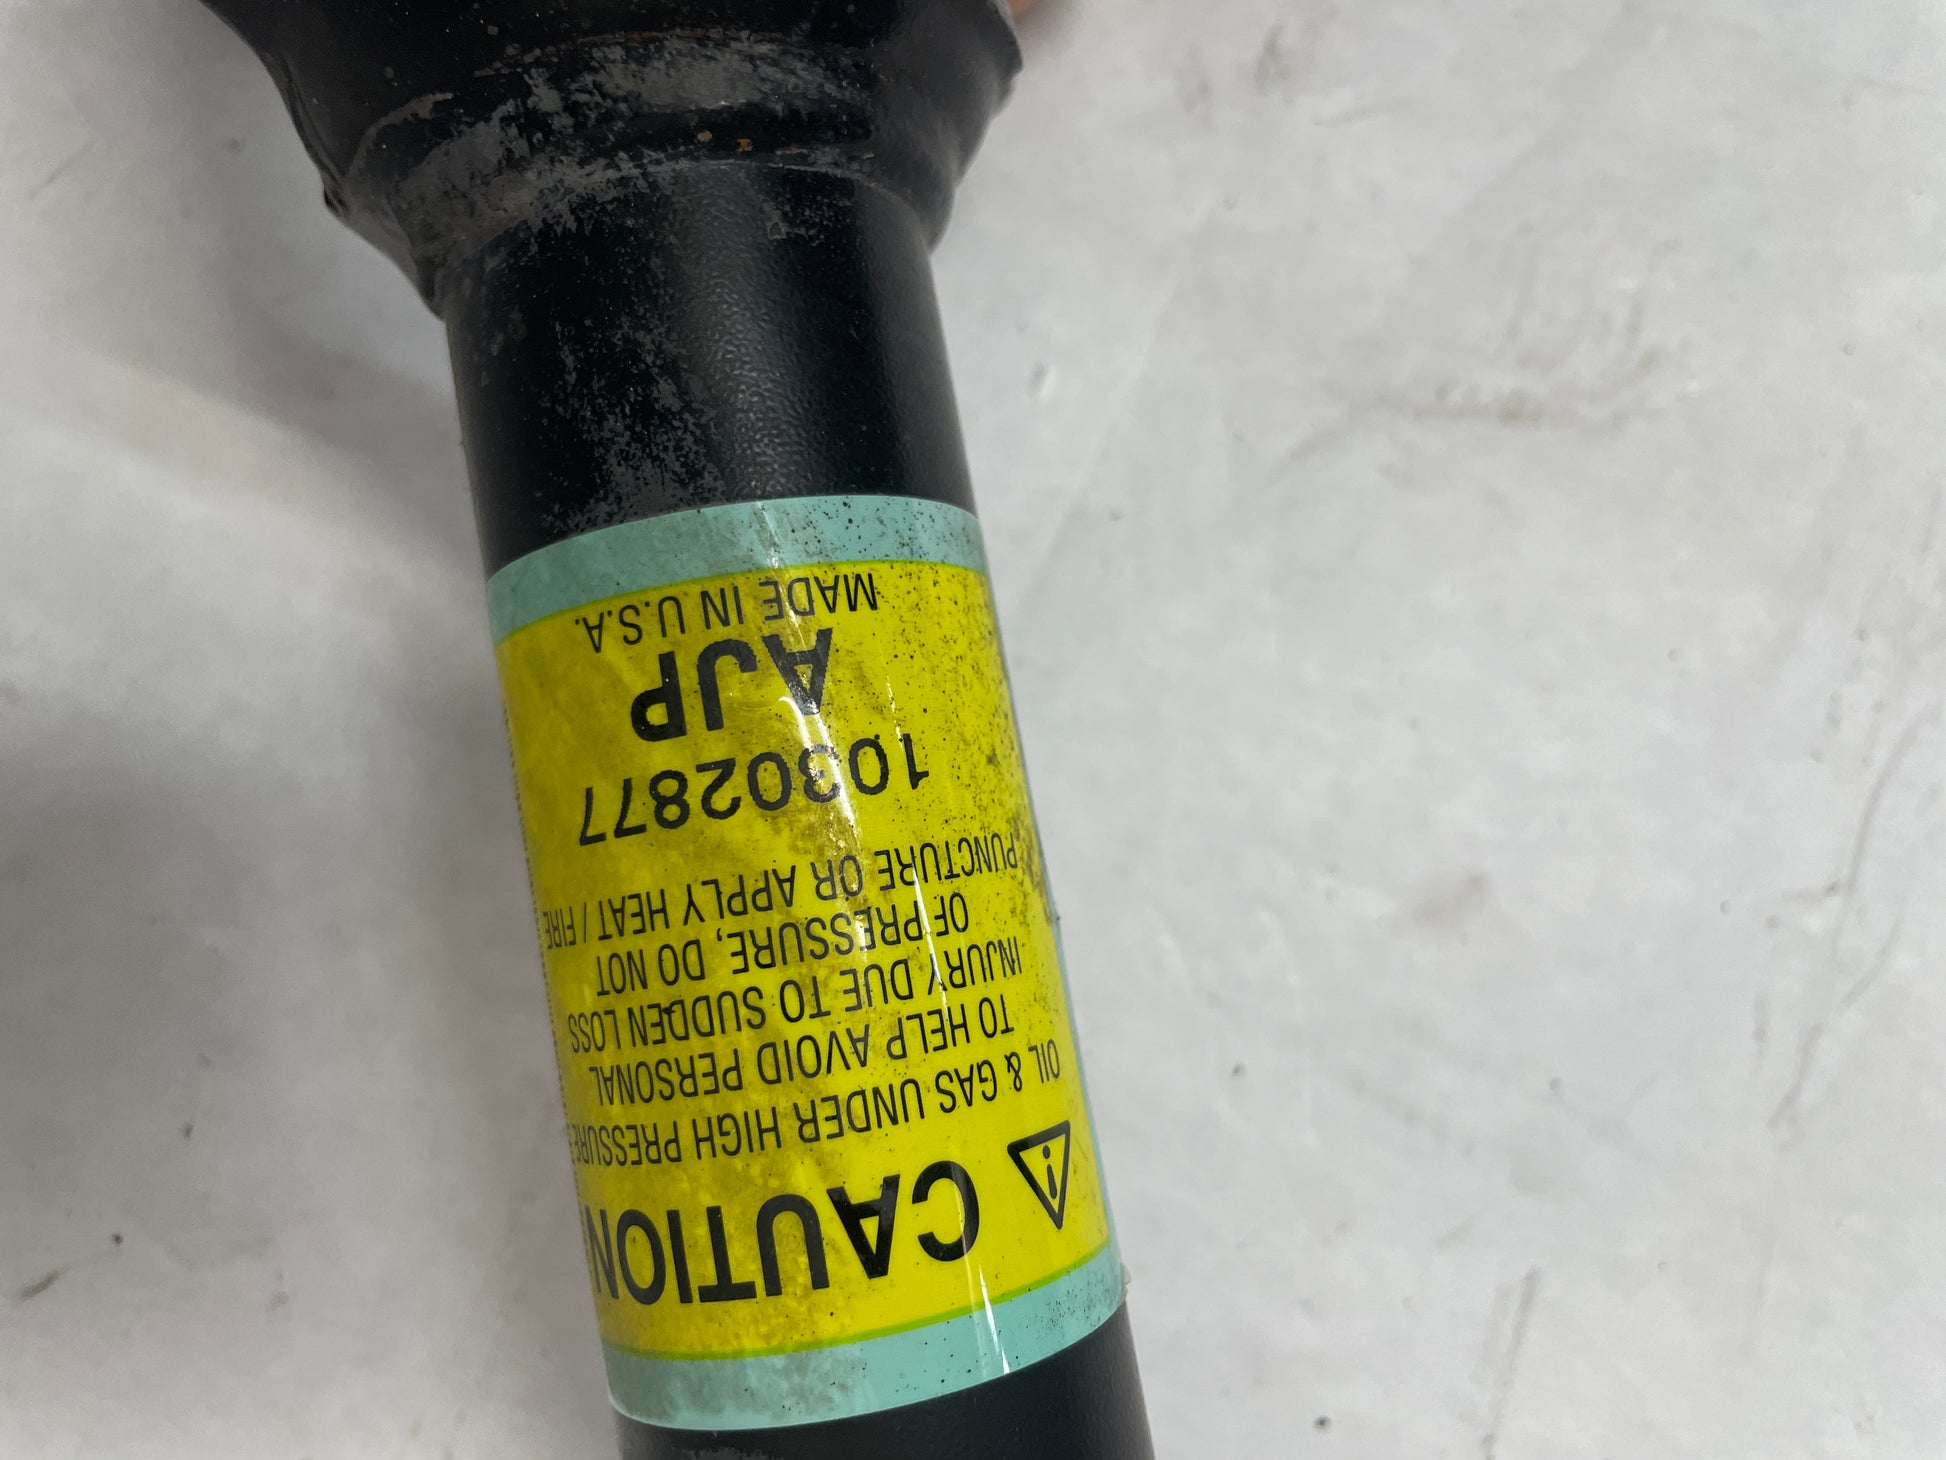 CAUTION
OIL & GAS UNDER HIGH PRESSURE
TO HELP AVOID PERSONAL
INJURY DUE TO SUDDEN LOSS
OF PRESSURE, DO NOT
PUNCTURE OR APPLY HEAT / FIRE
10302877
AJP
MADE IN U.S.A.